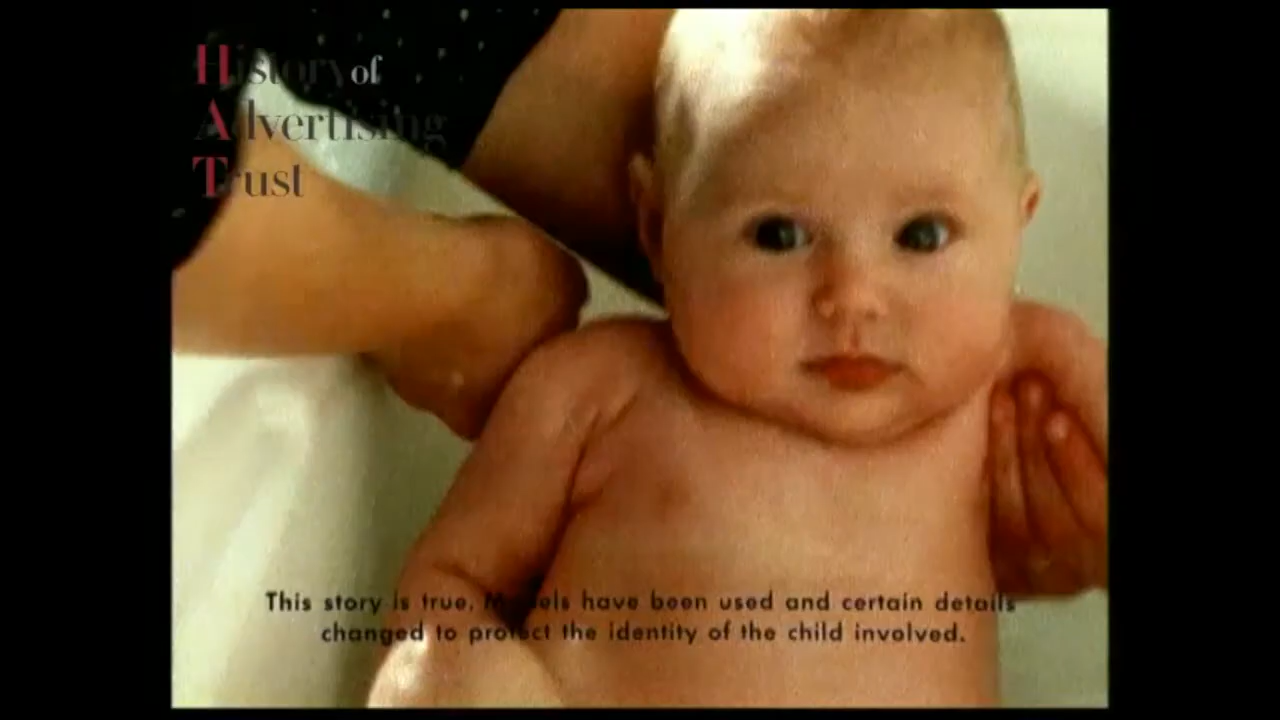 History of
Advertising
Trust
This story is true. Models have been used and certain details
changed to protect the identity of the child involved.